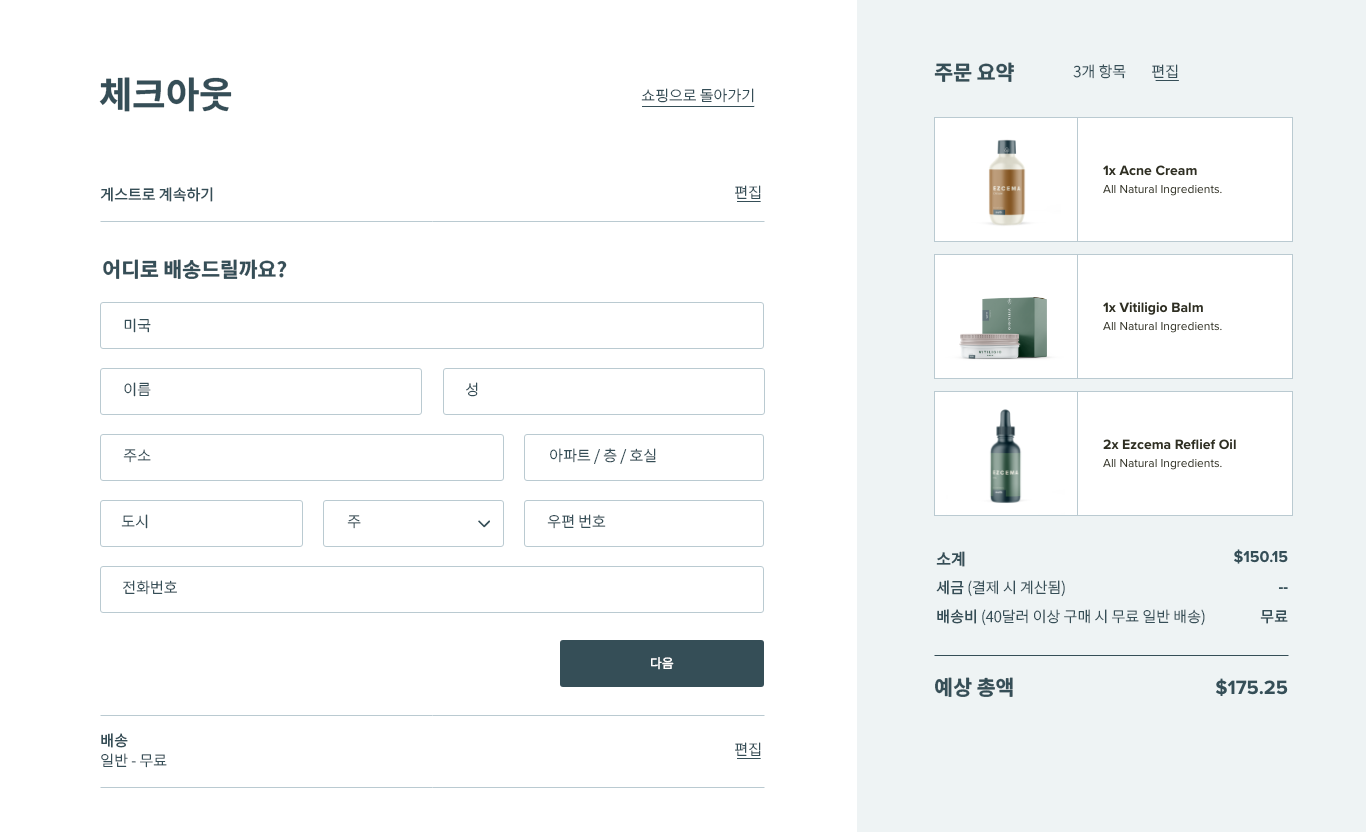 체크아웃
쇼핑으로 돌아가기
게스트로 계속하기
편집
어디로 배송드릴까요?
미국
이름
성
주소
아파트 / 층 / 호실
도시
주
우편 번호
전화번호
다음
배송
일반 - 무료
편집
주문 요약
3개 항목
편집
EZCEMA
1x Acne Cream
All Natural Ingredients.
VITILIGIO
1x Vitiligio Balm
All Natural Ingredients.
EZCEMA
2x Ezcema Reflief Oil
All Natural Ingredients.
소계
$150.15
세금 (결제 시 계산됨)
--
배송비 (40달러 이상 구매 시 무료 일반 배송)
무료
예상 총액
$175.25